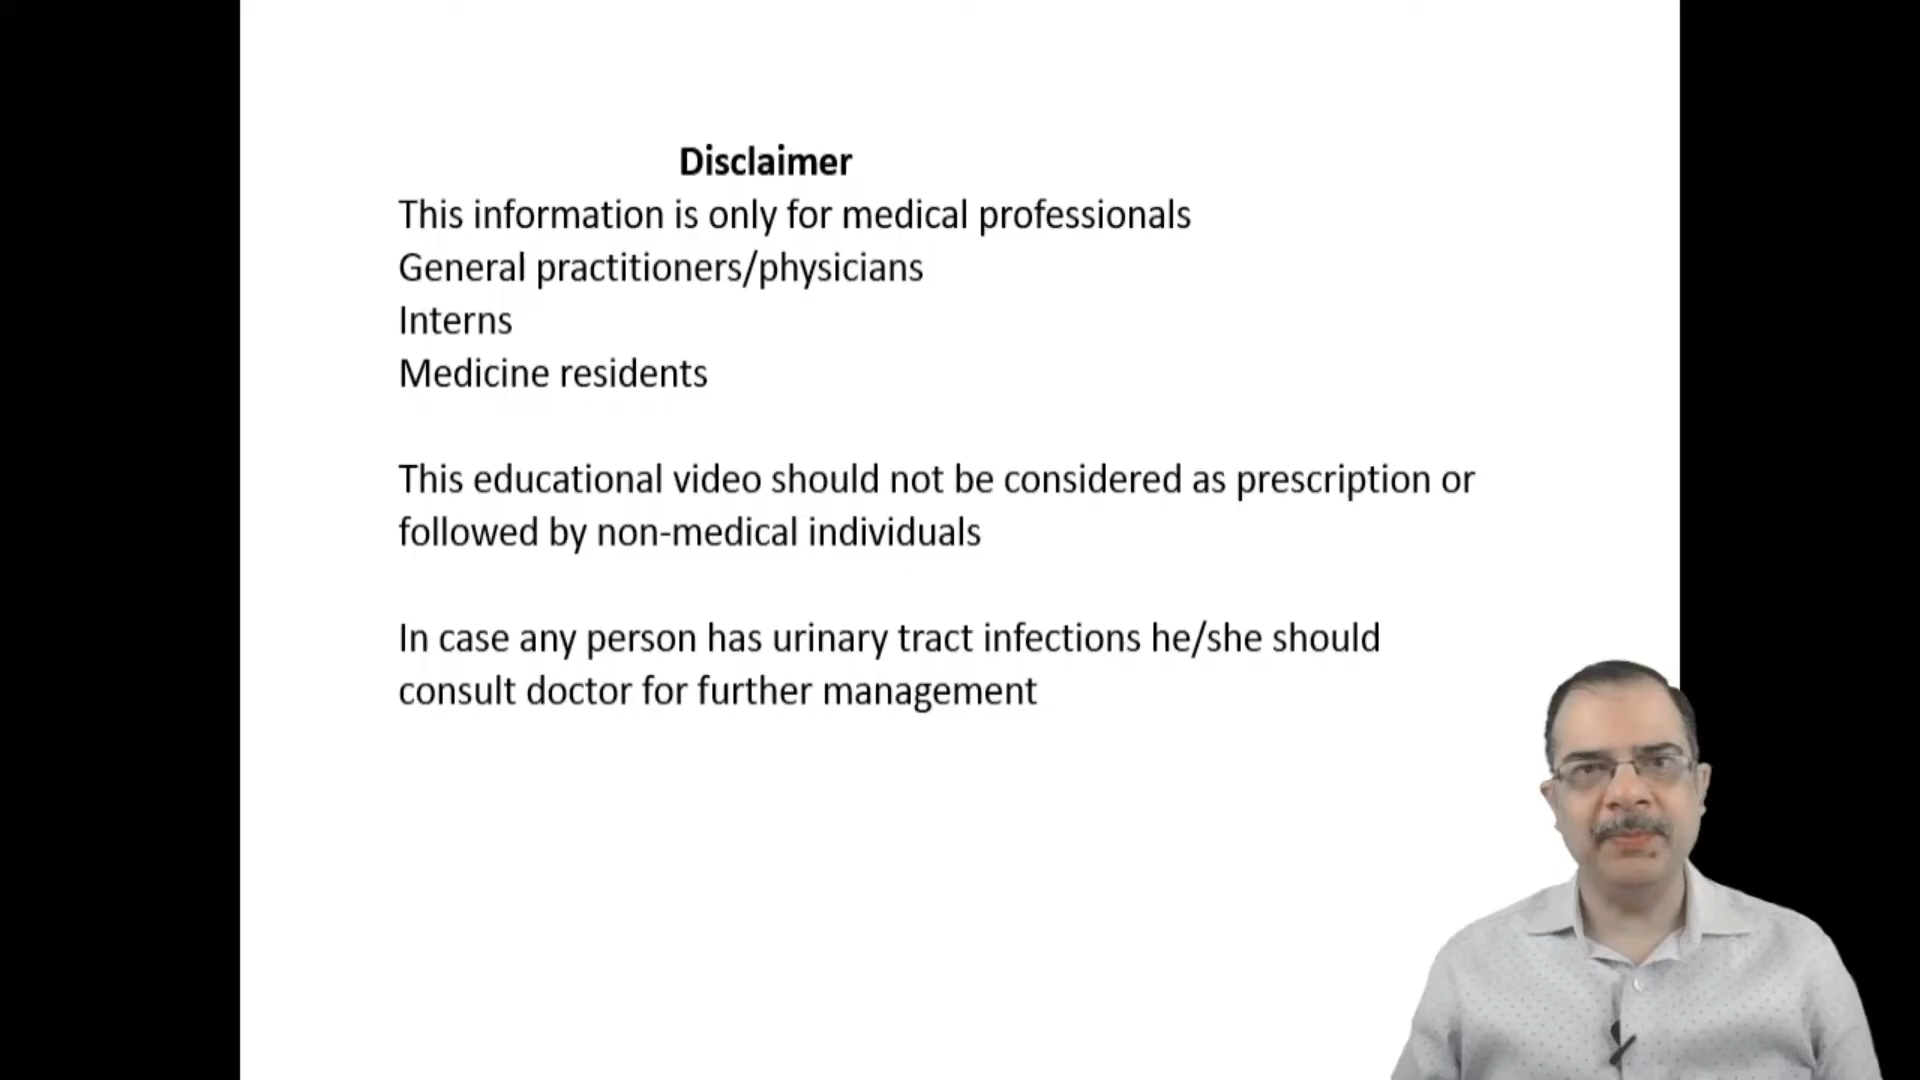 Disclaimer
This information is only for medical professionals
General practitioners/physicians
Interns
Medicine residents
This educational video should not be considered as prescription or
followed by non-medical individuals
In case any person has urinary tract infections he/she should
consult doctor for further management